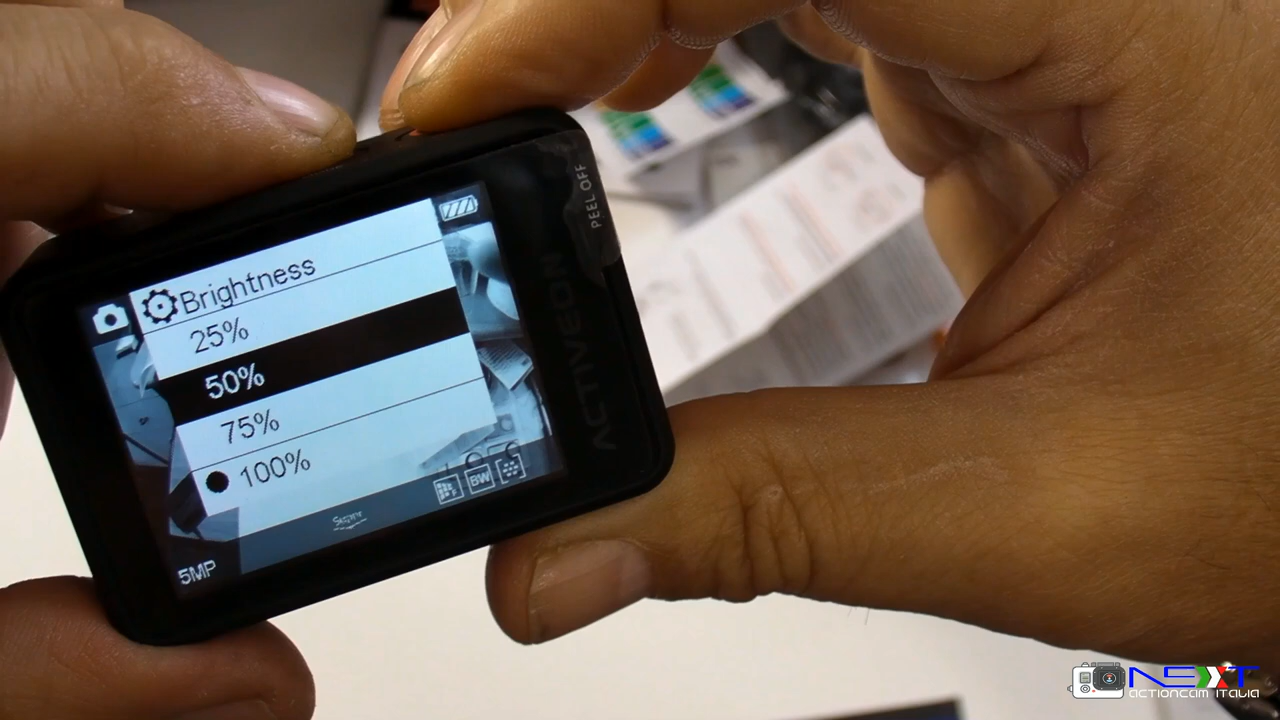 Brightness
25%
50%
75%
100%
BW
5MP
PEEL OFF
ACTIVEON
NEXT
actioncam italia